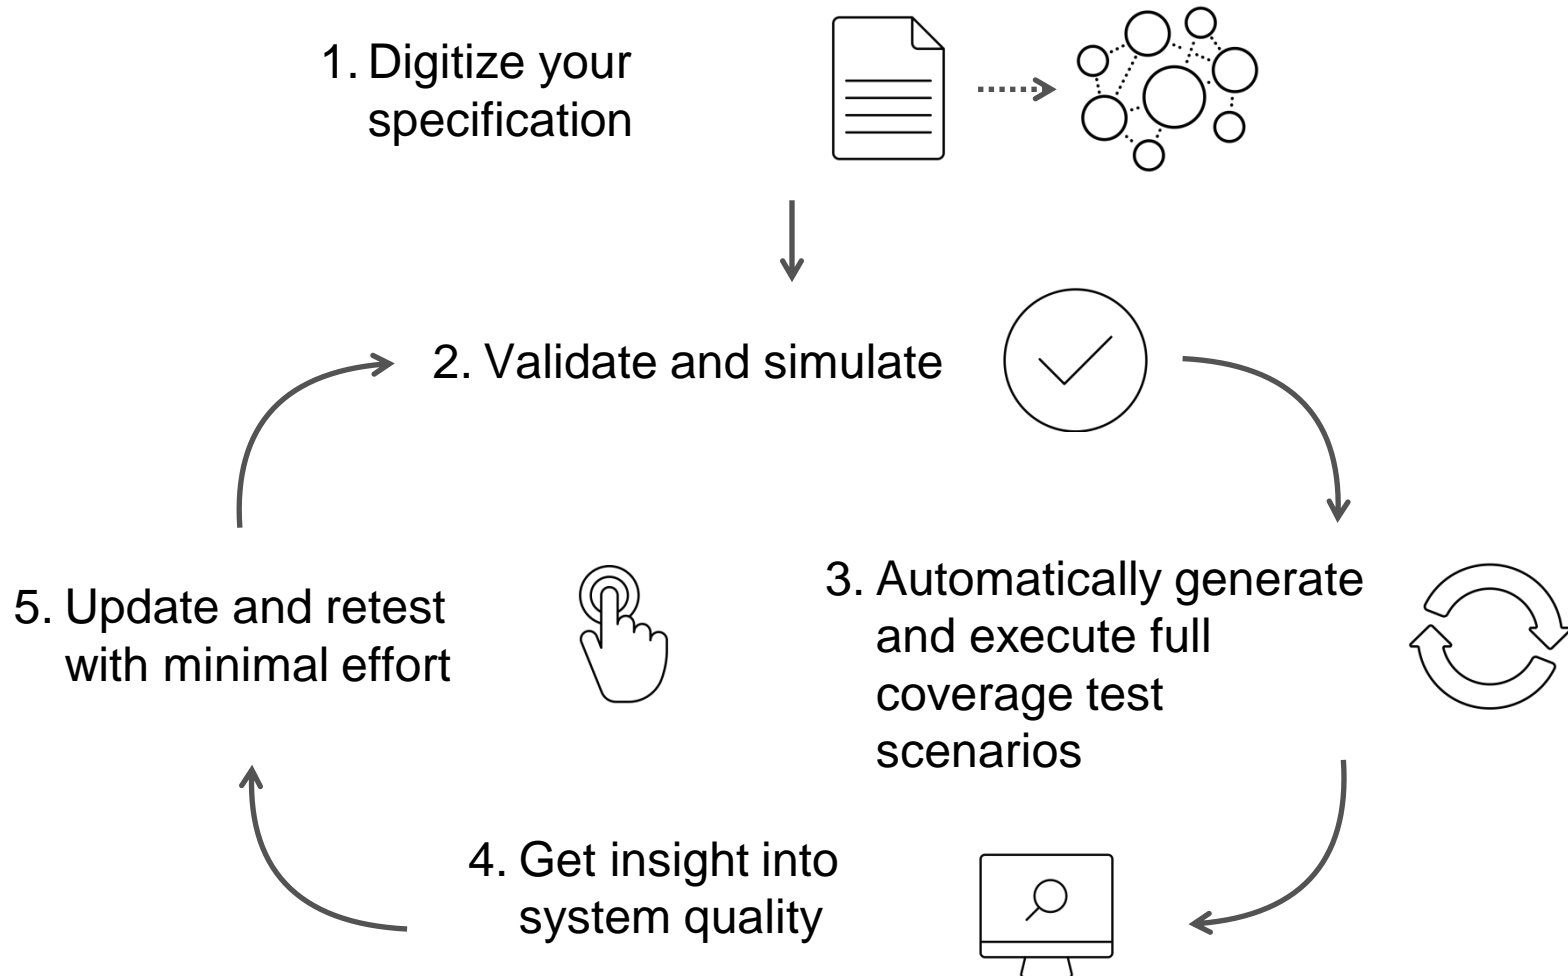 1. Digitize your
specification
2. Validate and simulate
3. Automatically generate
and execute full
coverage test
scenarios
4. Get insight into
system quality
5. Update and retest
with minimal effort